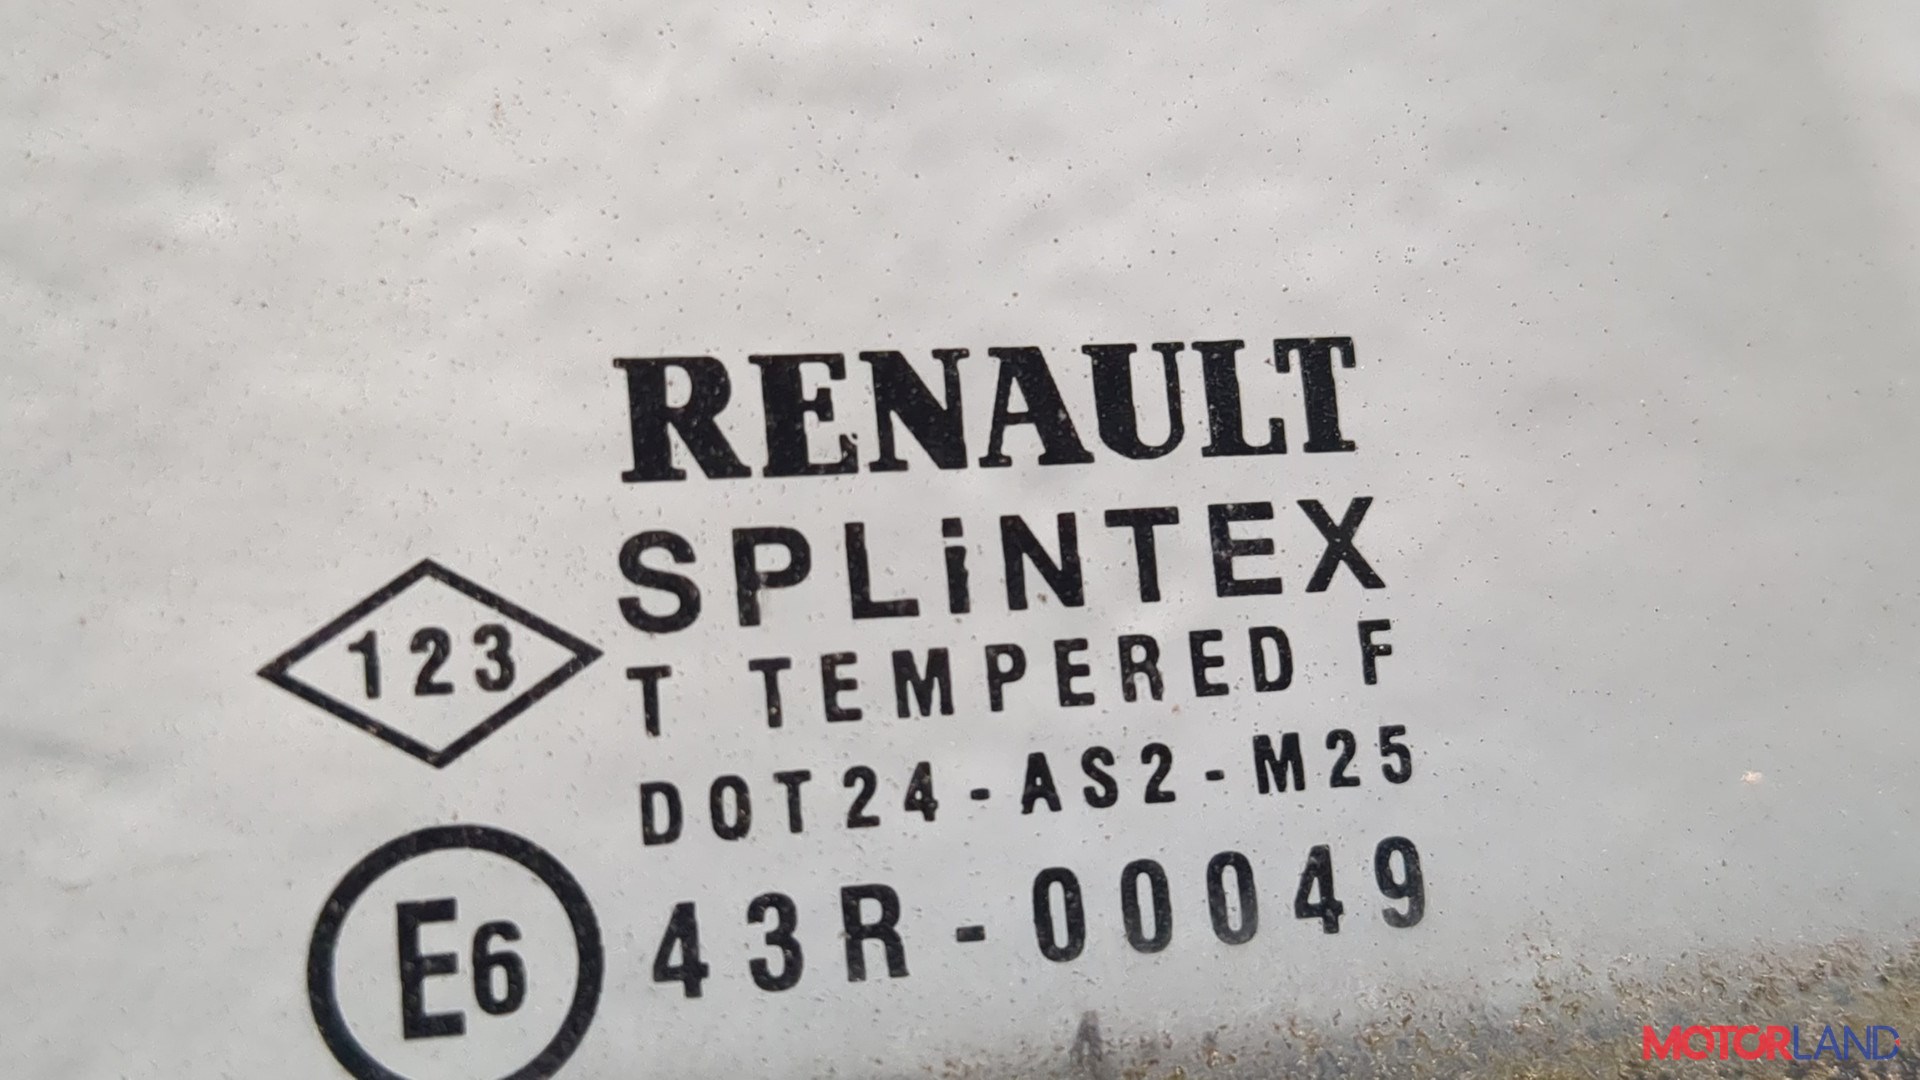 RENAULT
SPLiNTEX
123
T TEMPERED F
DOT24-AS2-M25
E6 43R-00049
MOTORLAND